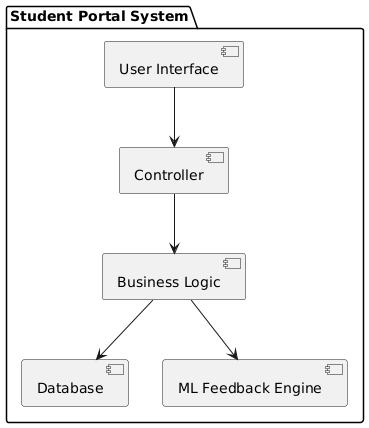 Student Portal System
User Interface
Controller
Business Logic
Database
ML Feedback Engine